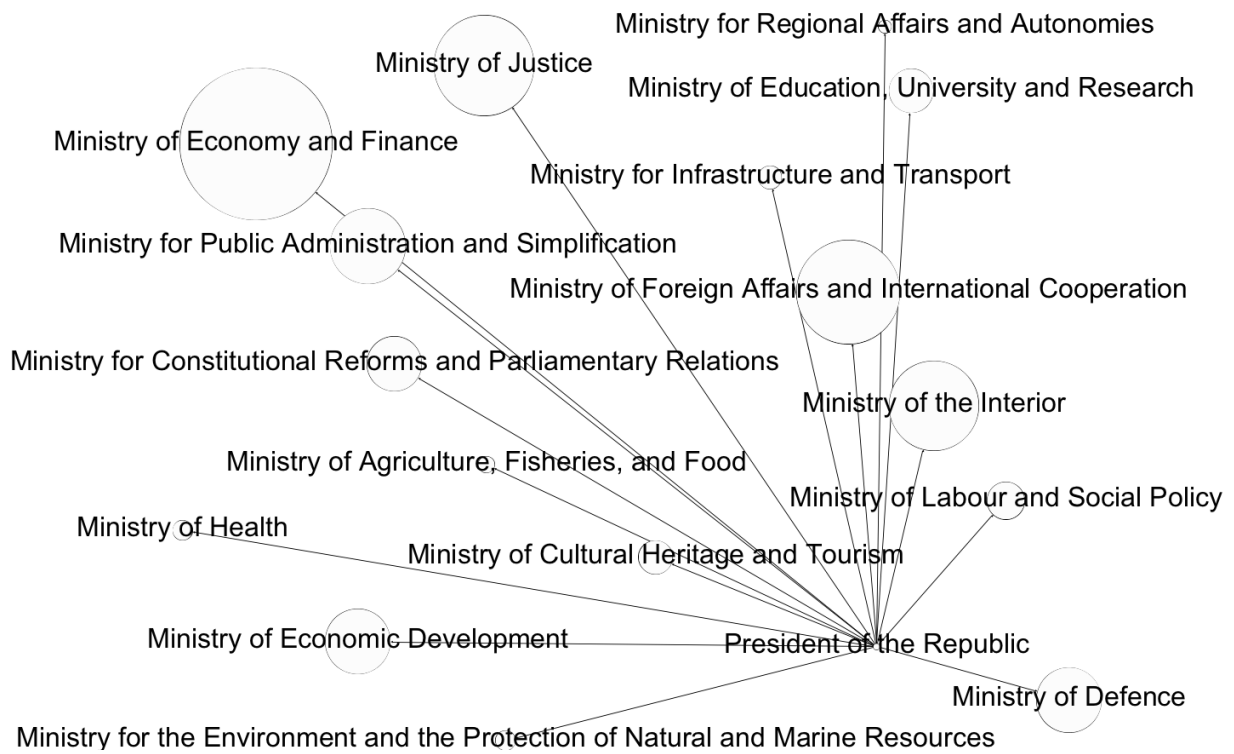 Ministry for Regional Affairs and Autonomies
Ministry of Justice
Ministry of Education, University and Research
Ministry of Economy and Finance
Ministry for Infrastructure and Transport
Ministry for Public Administration and Simplification
Ministry of Foreign Affairs and International Cooperation
Ministry for Constitutional Reforms and Parliamentary Relations
Ministry of the Interior
Ministry of Agriculture, Fisheries, and Food
Ministry of Labour and Social Policy
Ministry of Health
Ministry of Cultural Heritage and Tourism
Ministry of Economic Development
President of the Republic
Ministry of Defence
Ministry for the Environment and the Protection of Natural and Marine Resources